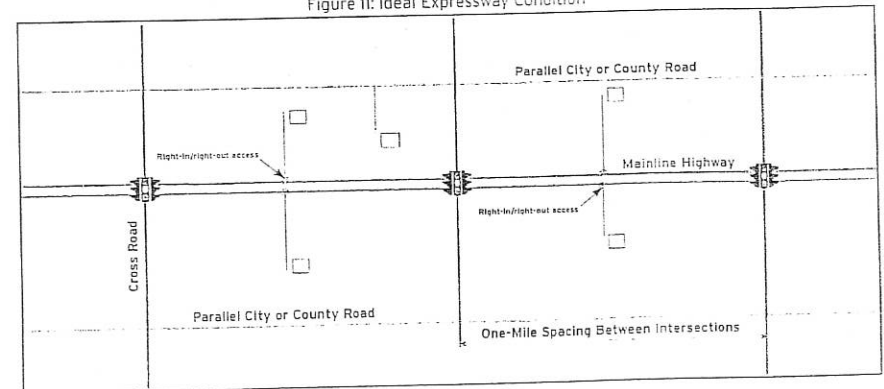 Figure 11: Ideal Expressway Condition
Parallel City or County Road
Right-in/right-out access
Mainline Highway
Right-in/right-out access
Cross Road
Parallel City or County Road
One-Mile Spacing Between Intersections